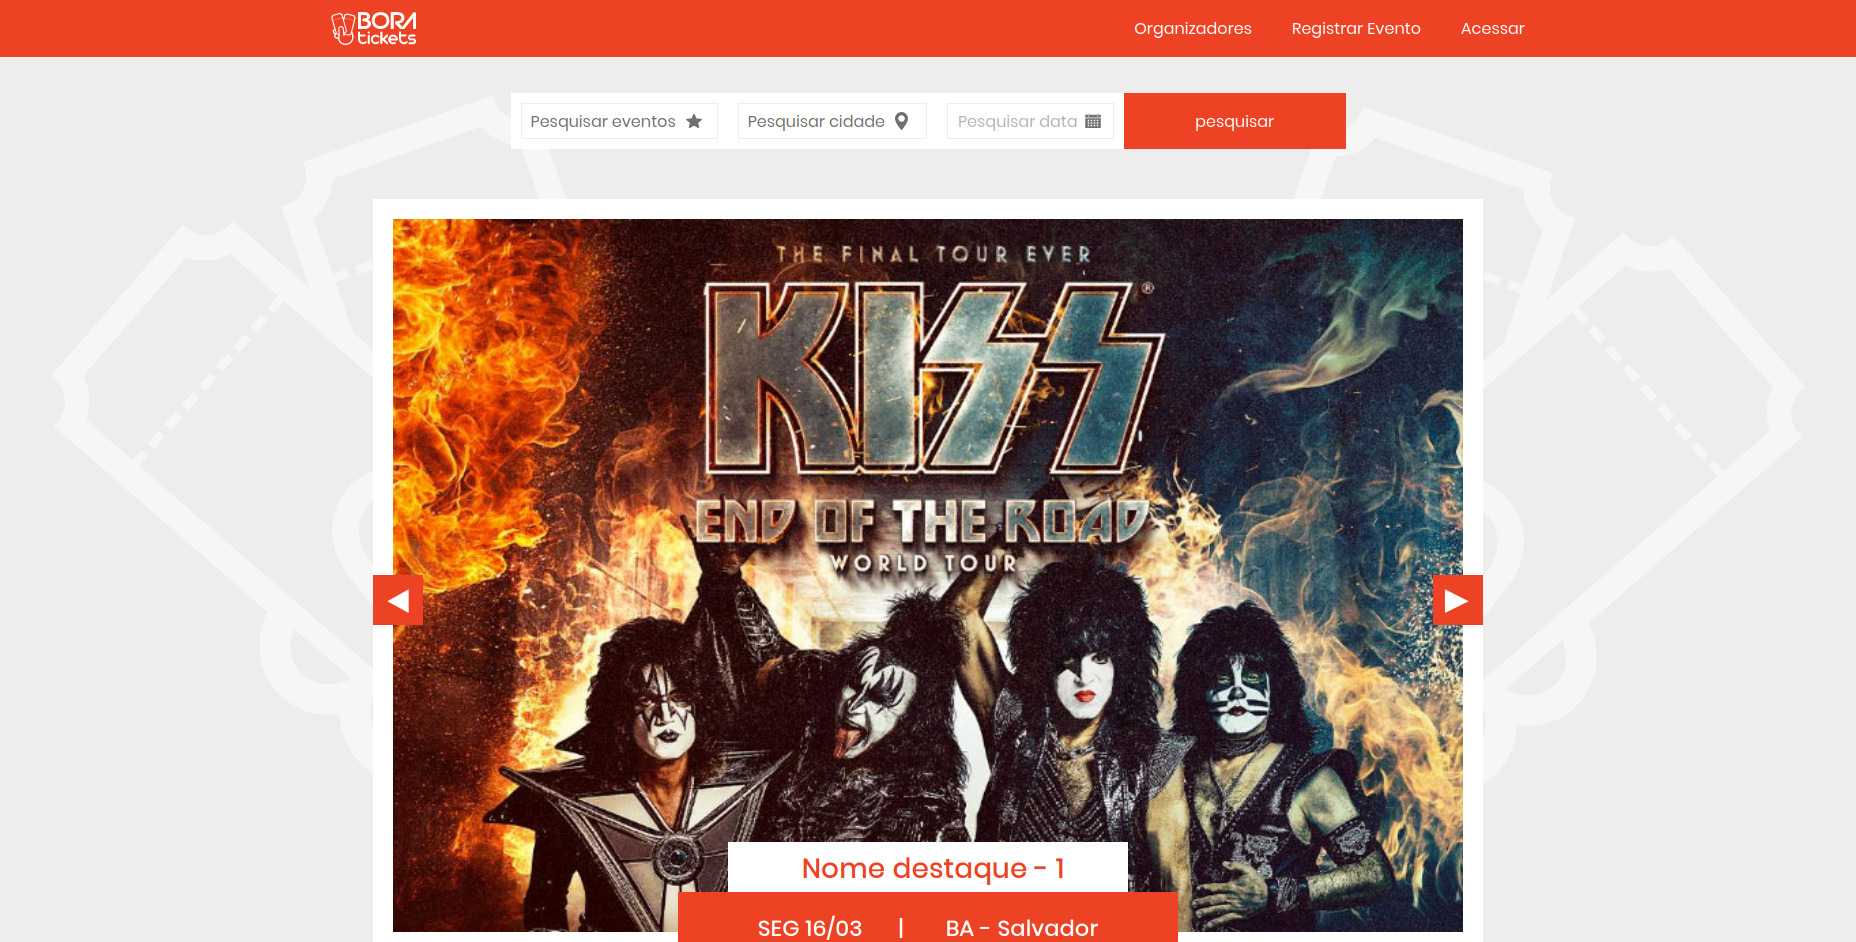 BORA
tickets
Organizadores
Registrar Evento
Acessar
Pesquisar eventos
Pesquisar cidade
Pesquisar data
pesquisar
THE FINAL TOUR EVER
KISS®
END OF THE ROAD
WORLD TOUR
Nome destaque - 1
SEG 16/03 | BA - Salvador